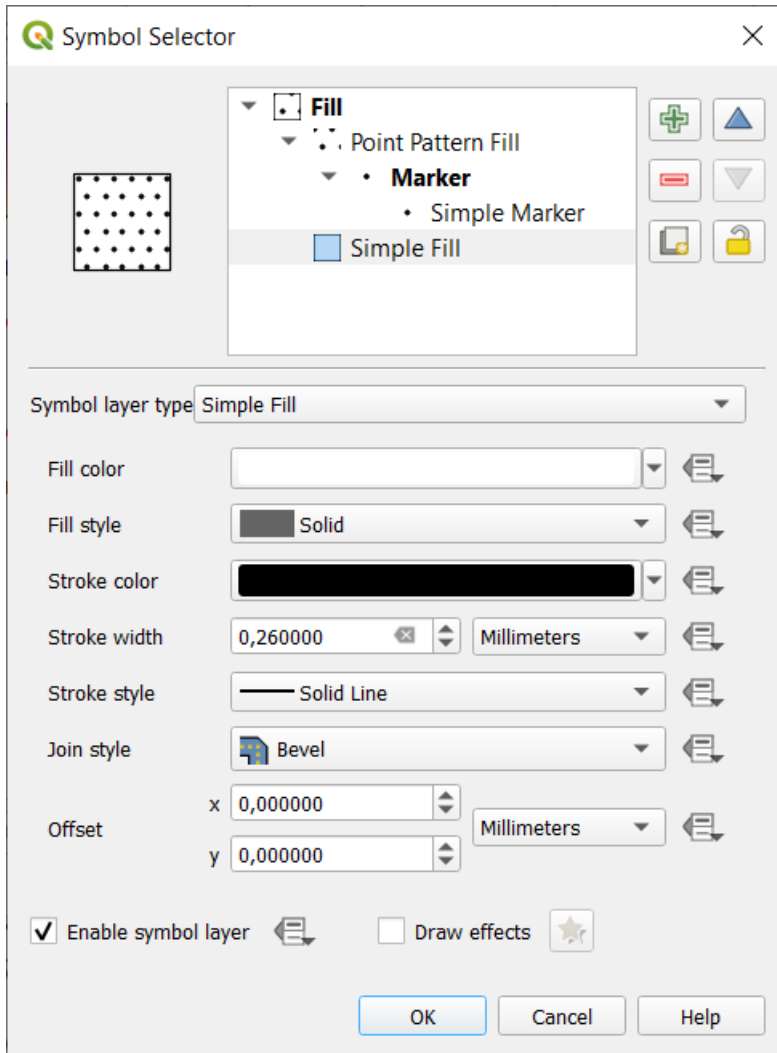 Symbol Selector
Fill
Point Pattern Fill
Marker
Simple Marker
Simple Fill
Symbol layer type Simple Fill
Fill color
Fill style Solid
Stroke color
Stroke width 0,260000 Millimeters
Stroke style Solid Line
Join style Bevel
x 0,000000
Offset Millimeters
y 0,000000
Enable symbol layer Draw effects
OK Cancel Help